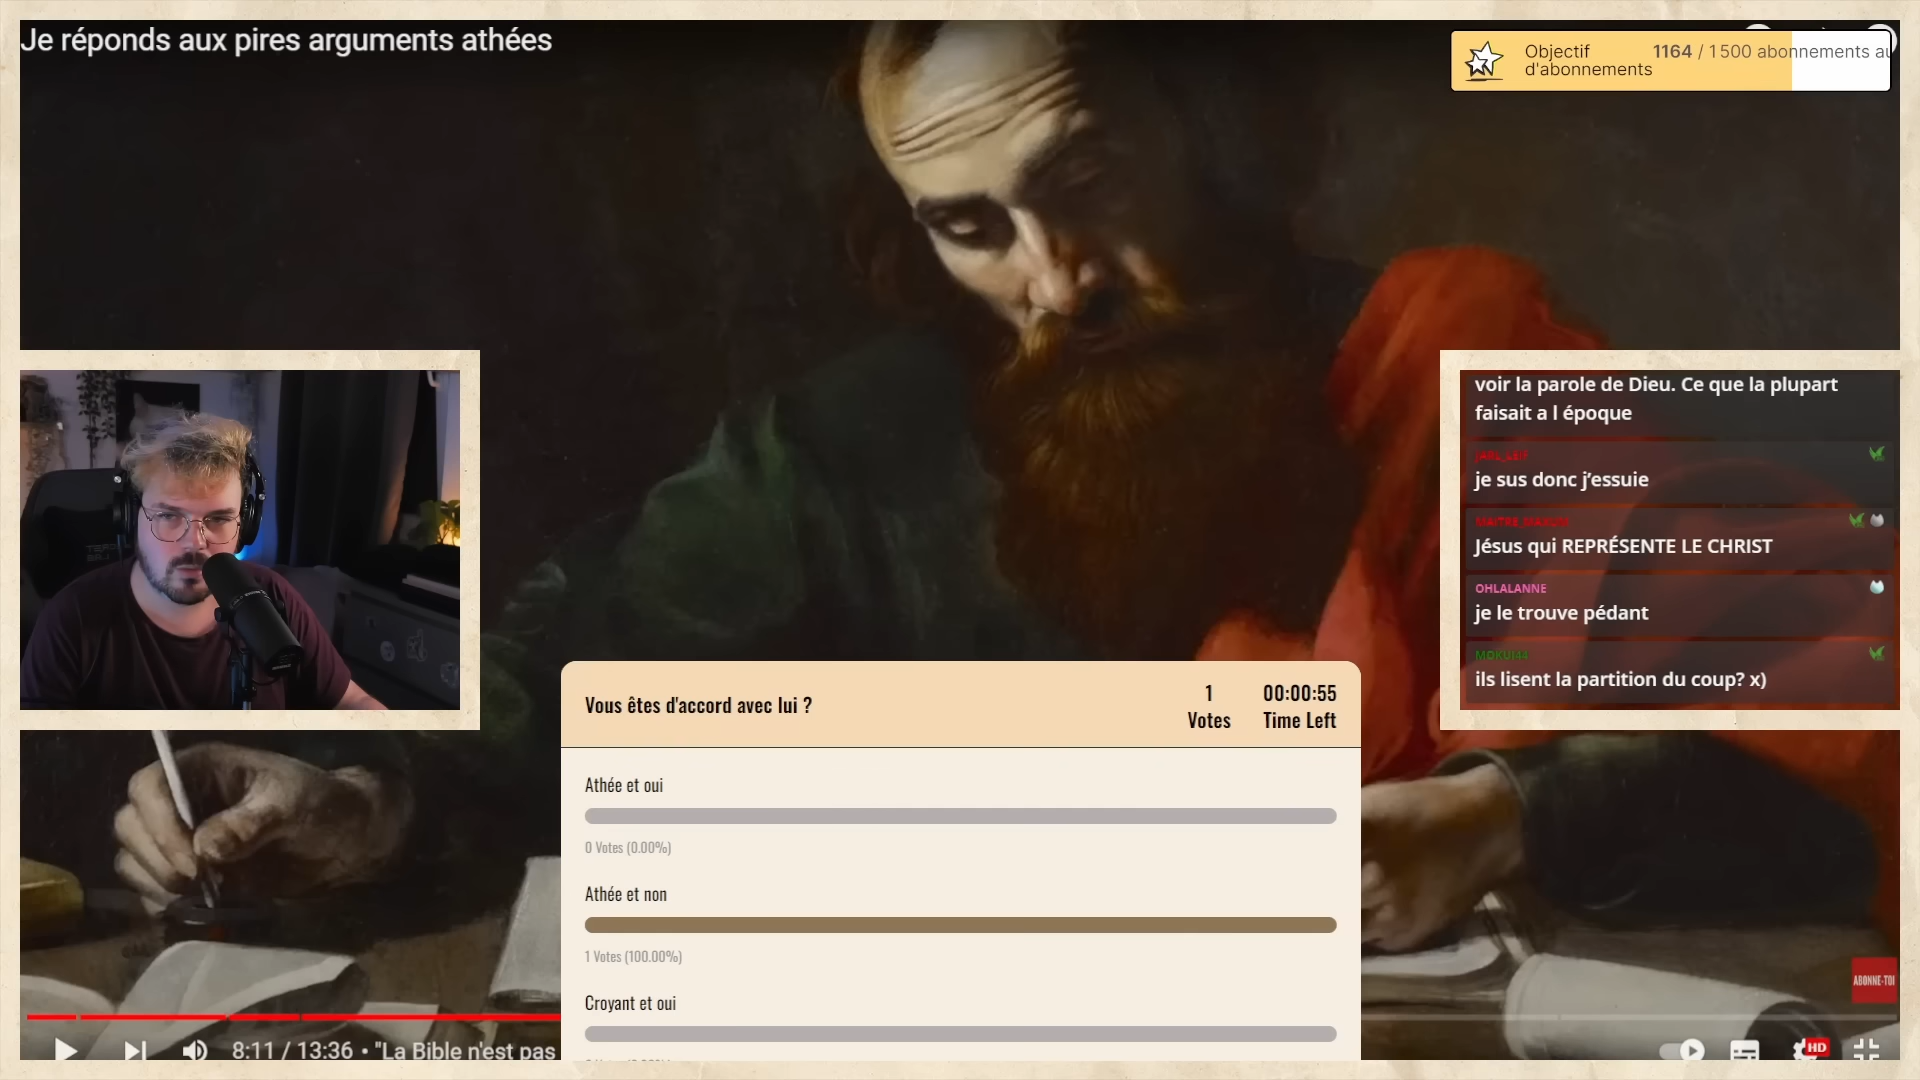 Je réponds aux pires arguments athées
Objectif
d'abonnements
1164 / 1500 abonnements au
voir la parole de Dieu. Ce que la plupart
faisait a l époque
JARL_LEIF
je sus donc j'essuie
Jésus qui REPRÉSENTE LE CHRIST
OHLALANNE
je le trouve pédant
MOKUI44
ils lisent la partition du coup? x)
Vous êtes d'accord avec lui ?
1
Votes
00:00:55
Time Left
Athée et oui
0 Votes (0.00%)
Athée et non
1 Votes (100.00%)
Croyant et oui
ABONNE-TOI
8:11 / 13:36 • "La Bible n'est pas
HD